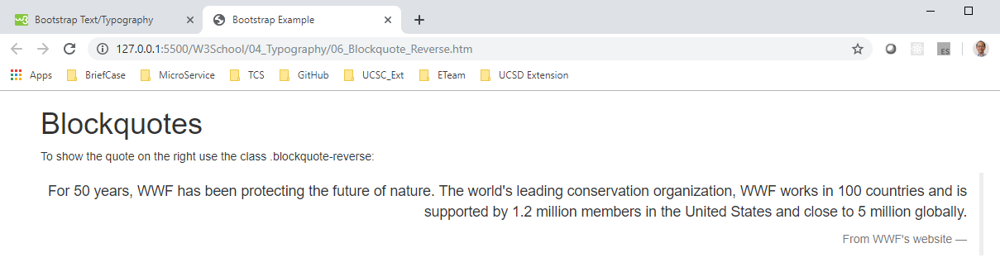 Bootstrap Text/Typography
Bootstrap Example
127.0.0.1:5500/W3School/04_Typography/06_Blockquote_Reverse.htm
ES
Apps BriefCase MicroService TCS GitHub UCSC_Ext ETeam UCSD Extension
Blockquotes
To show the quote on the right use the class .blockquote-reverse:
For 50 years, WWF has been protecting the future of nature. The world's leading conservation organization, WWF works in 100 countries and is
supported by 1.2 million members in the United States and close to 5 million globally.
From WWF's website —